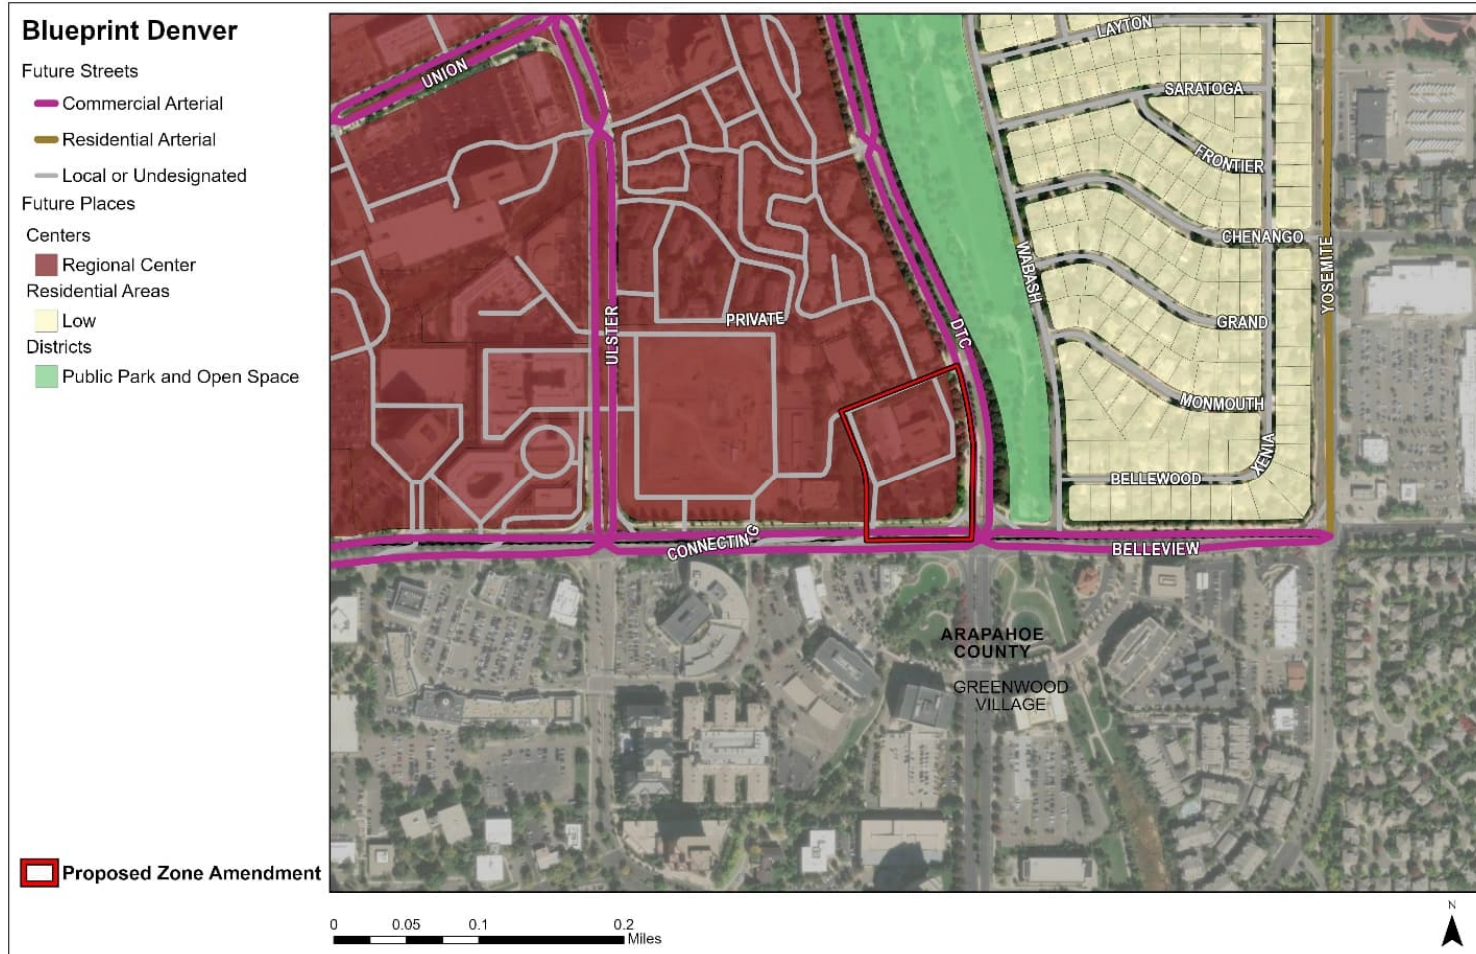 Blueprint Denver
Future Streets
Commercial Arterial
Residential Arterial
Local or Undesignated
Future Places
Centers
Regional Center
Residential Areas
Low
Districts
Public Park and Open Space
Proposed Zone Amendment
UNION
LAYTON
SARATOGA
FRONTIER
CHENANGO
WABASH
YOSEMITE
GRAND
PRIVATE
ULSTER
DTC
MONMOUTH
XENIA
BELLEWOOD
CONNECTING
BELLEVIEW
ARAPAHOE
COUNTY
GREENWOOD
VILLAGE
0 0.05 0.1 0.2
Miles
N